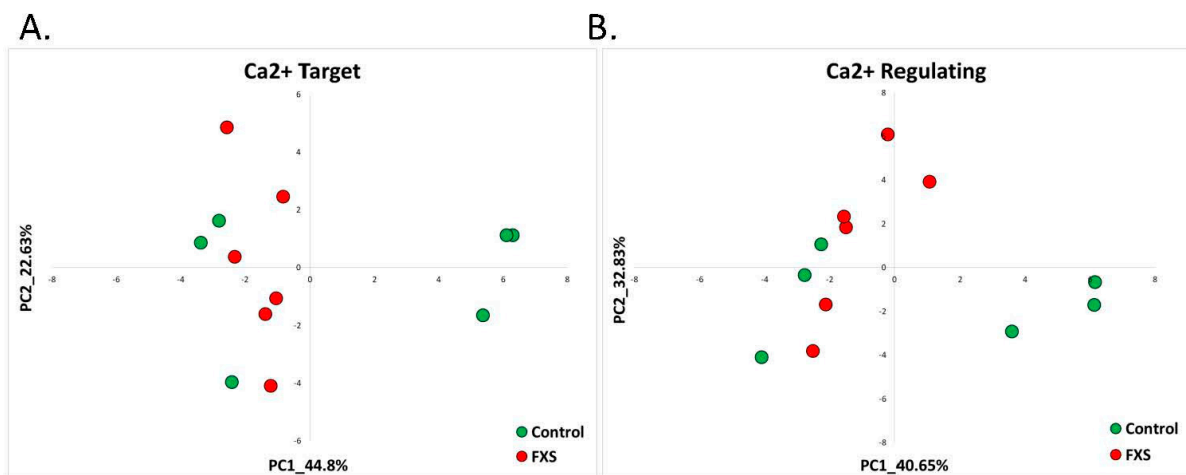 A.
Ca2+ Target
6
4
2
0
-8 -6 -4 -2 0 2 4 6 8
-2
-4
-6
PC2_22.63%
PC1_44.8%
Control
FXS
B.
Ca2+ Regulating
8
6
4
2
0
-8 -6 -4 -2 0 2 4 6 8
-2
-4
-6
-8
PC2_32.83%
PC1_40.65%
Control
FXS